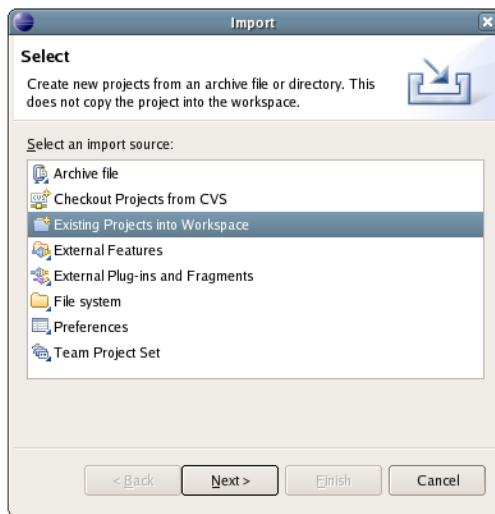 Import
Select
Create new projects from an archive file or directory. This
does not copy the project into the workspace.
Select an import source:
Archive file
Checkout Projects from CVS
Existing Projects into Workspace
External Features
External Plug-ins and Fragments
File system
Preferences
Team Project Set
< Back Next > Finish Cancel